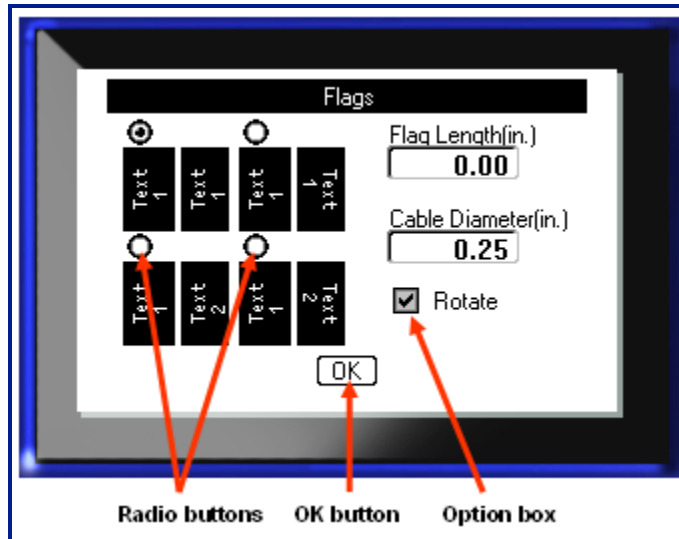 Flags
Flag Length(in.)
0.00
Text
1
Text
1
Text
1
Text
1
Cable Diameter(in.)
0.25
Text
1
Text
2
Text
1
Text
2
Rotate
OK
Radio buttons OK button Option box